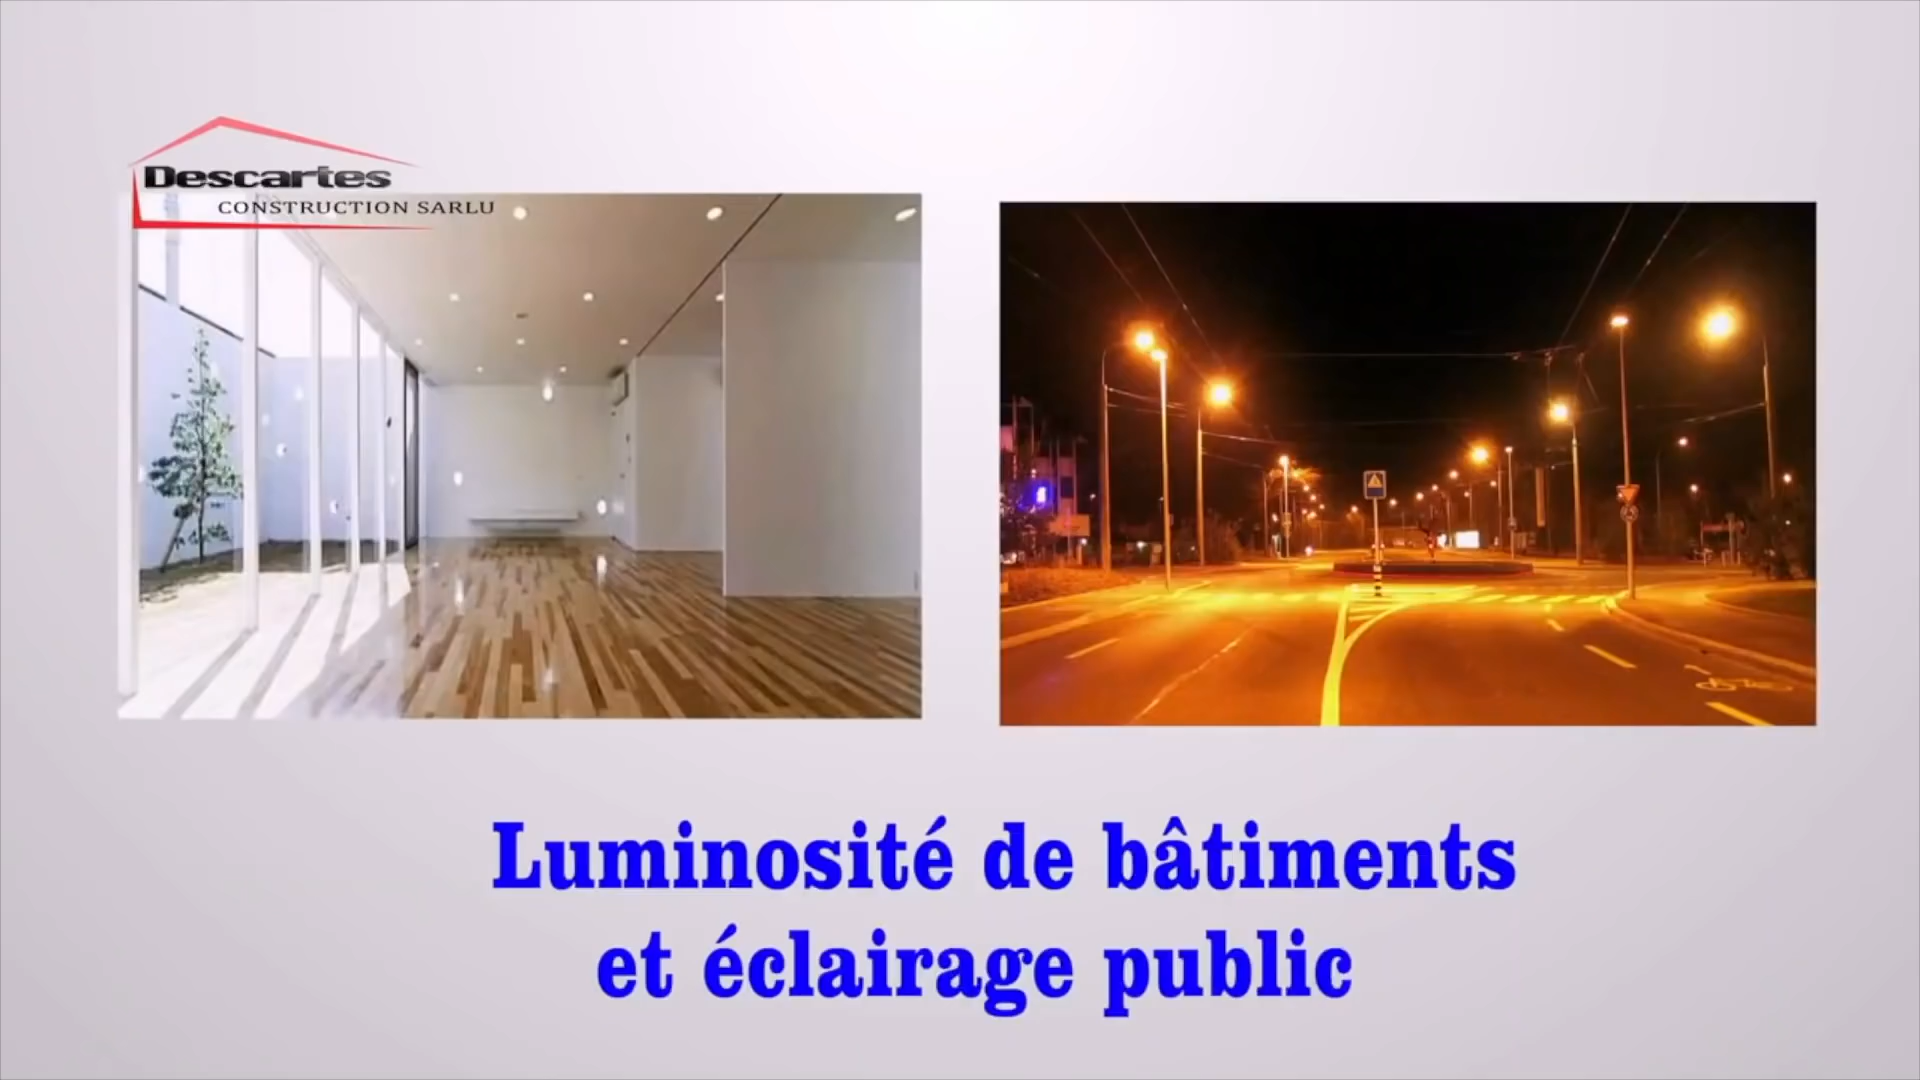 Descartes
CONSTRUCTION SARLU
Luminosité de bâtiments
et éclairage public